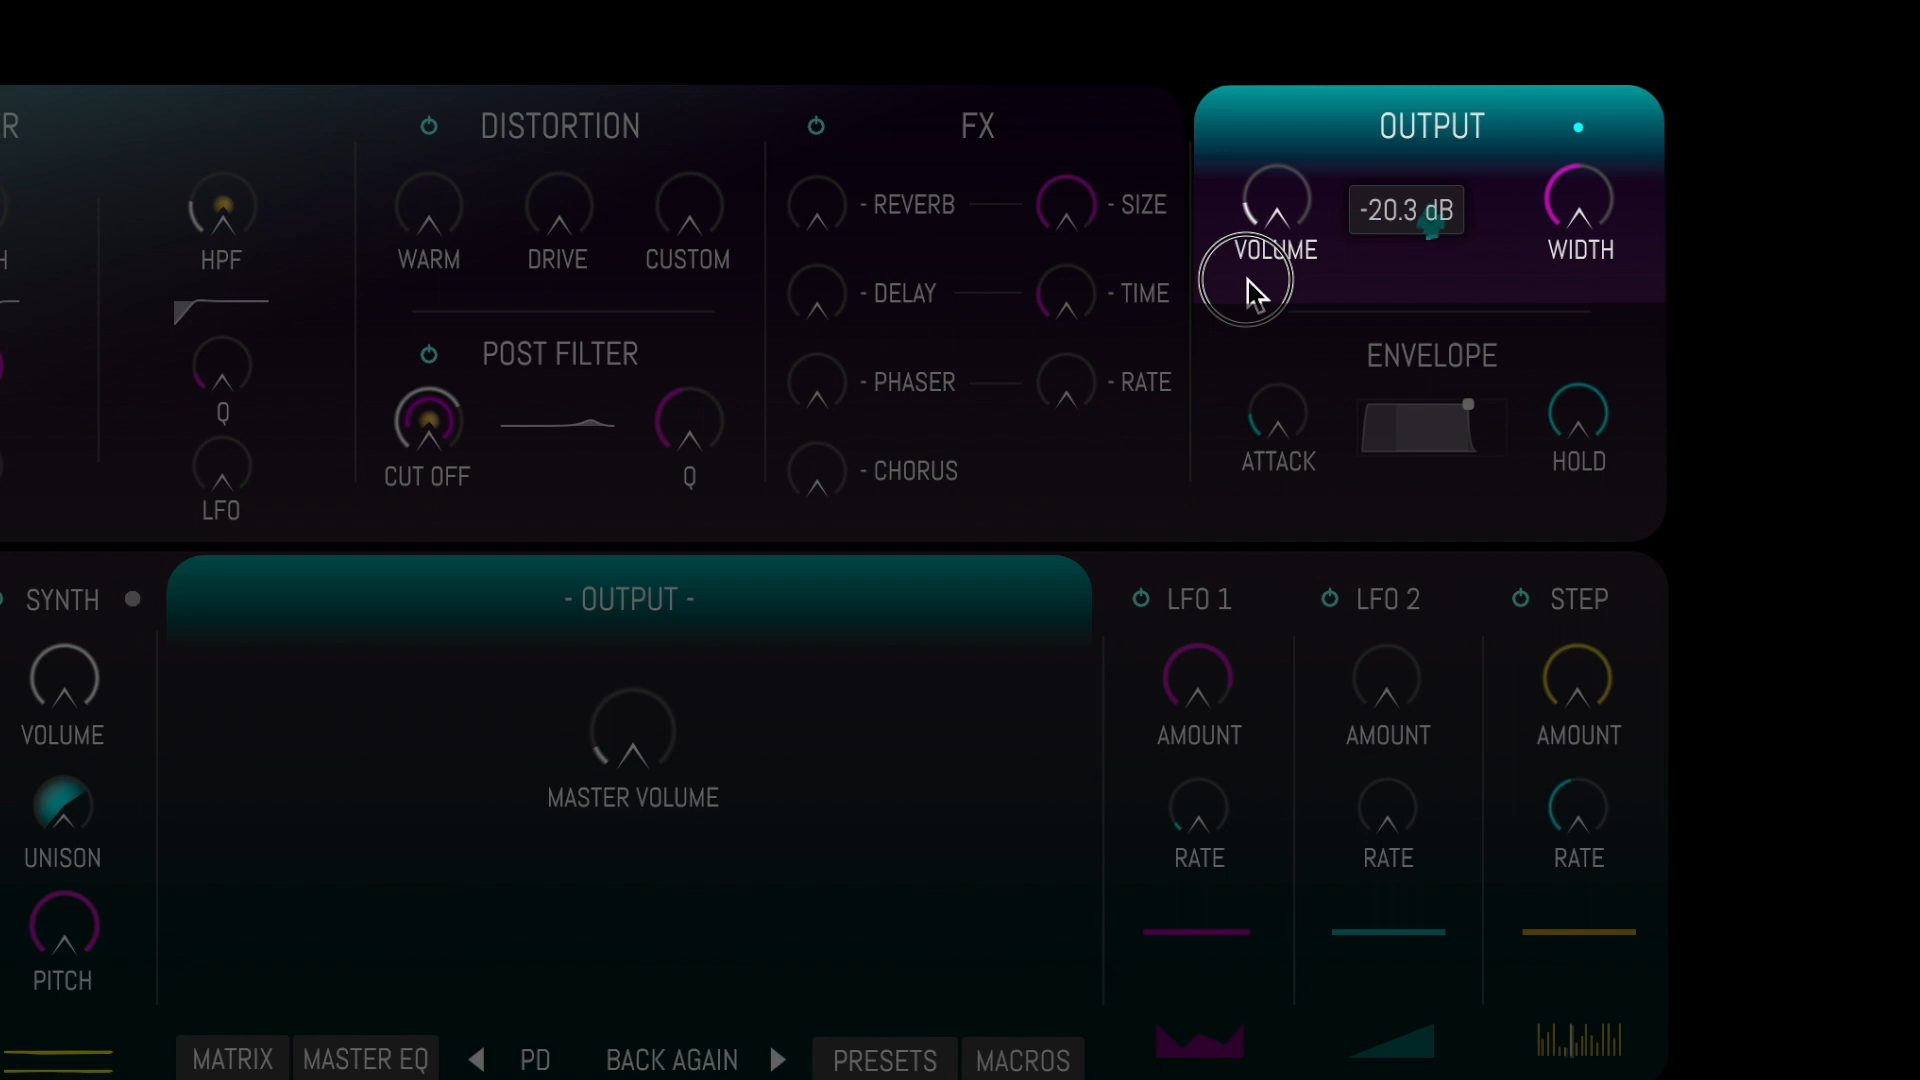 R
DISTORTION
FX
OUTPUT
HPF
WARM
DRIVE
CUSTOM
- REVERB
- SIZE
VOLUME
-20.3 dB
WIDTH
H
- DELAY
- TIME
Q
POST FILTER
- PHASER
- RATE
ENVELOPE
LFO
CUT OFF
Q
- CHORUS
ATTACK
HOLD
SYNTH
- OUTPUT -
LFO 1
LFO 2
STEP
VOLUME
MASTER VOLUME
AMOUNT
AMOUNT
AMOUNT
UNISON
RATE
RATE
RATE
PITCH
MATRIX
MASTER EQ
PD
BACK AGAIN
PRESETS
MACROS